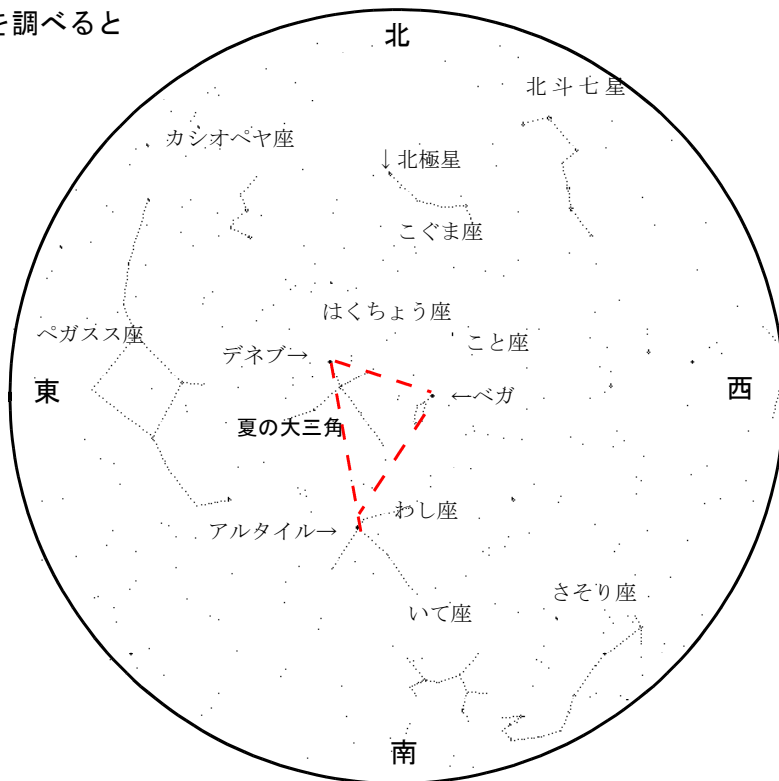 を調べると
北
北斗七星
カシオペヤ座
↓北極星
こぐま座
はくちょう座
ペガスス座
こと座
デネブ→
東
西
←ベガ
夏の大三角
わし座
アルタイル→
さそり座
いて座
南